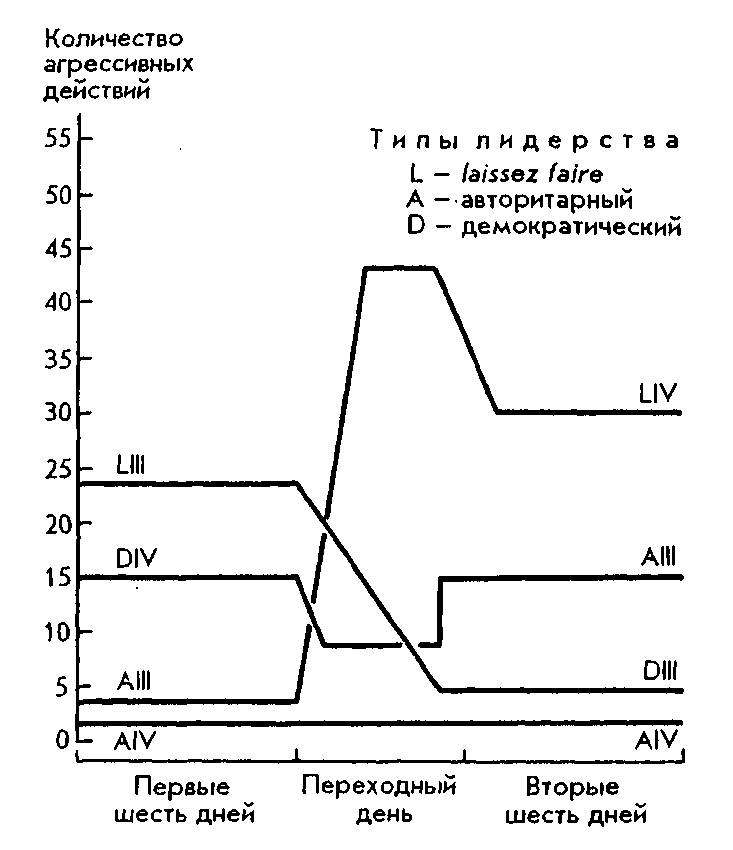 Количество
агрессивных
действий
Типы лидерства
L – laissez faire
A – авторитарный
D – демократический
55
50
45
40
35
30
25
20
15
10
5
0
LIV
LIII
DIV
AIII
AIII
DIII
AIV
AIV
Первые
шесть дней
Переходный
день
Вторые
шесть дней